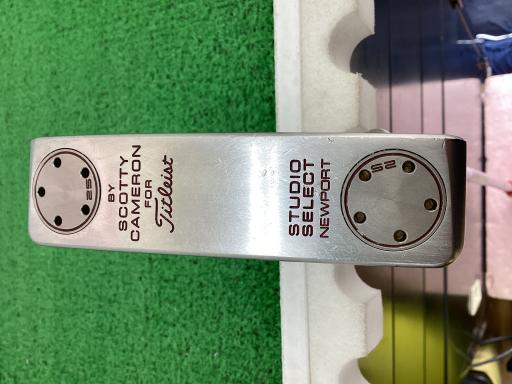 BY
SCOTTY
CAMERON
FOR
Titleist
STUDIO
SELECT
NEWPORT